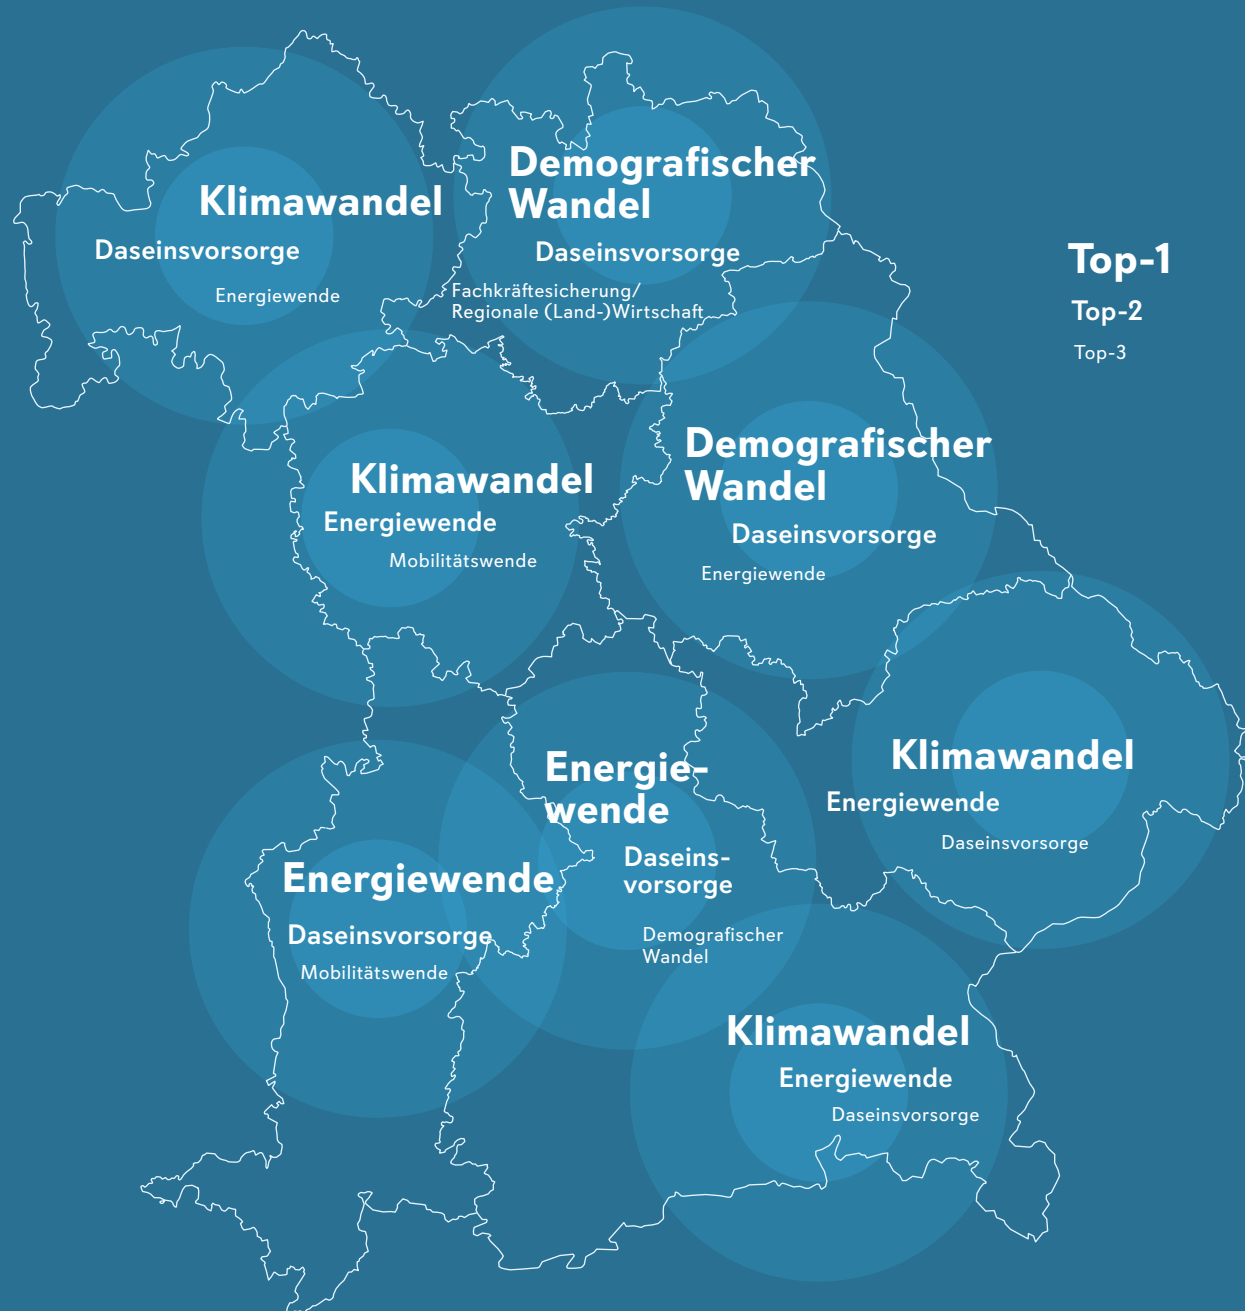 Klimawandel
Daseinsvorsorge
Energiewende
Demografischer
Wandel
Daseinsvorsorge
Fachkräftesicherung/
Regionale (Land-)Wirtschaft
Top-1
Top-2
Top-3
Klimawandel
Energiewende
Mobilitätswende
Demografischer
Wandel
Daseinsvorsorge
Energiewende
Klimawandel
Energiewende
Daseinsvorsorge
Energie-
wende
Daseins-
vorsorge
Demografischer
Wandel
Energiewende
Daseinsvorsorge
Mobilitätswende
Klimawandel
Energiewende
Daseinsvorsorge